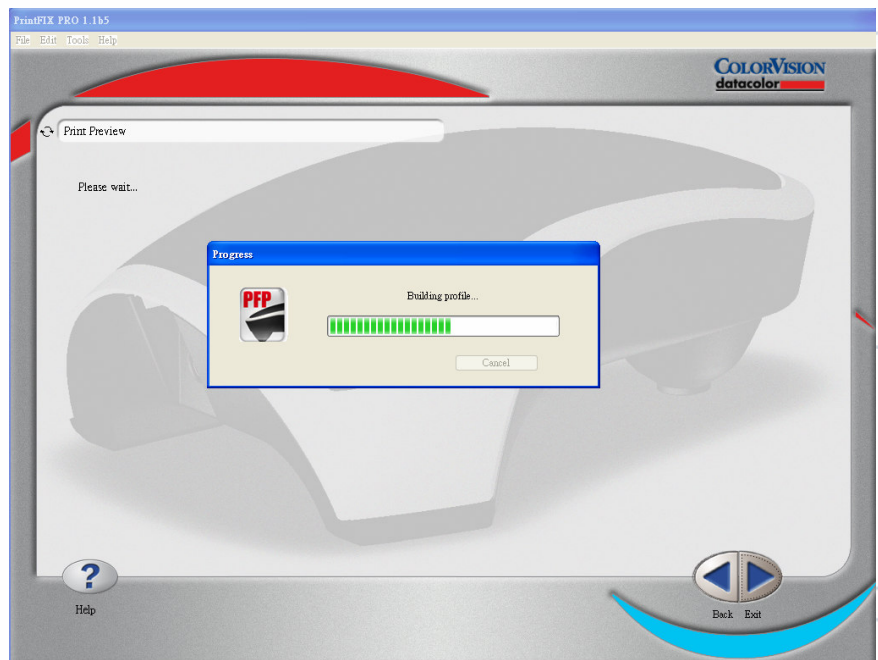 PrintFIX PRO 1.1b5
File Edit Tools Help
COLORVISION
datacolor
Print Preview
Please wait...
Progress
PFP
Building profile...
Cancel
?
Help
Back Exit